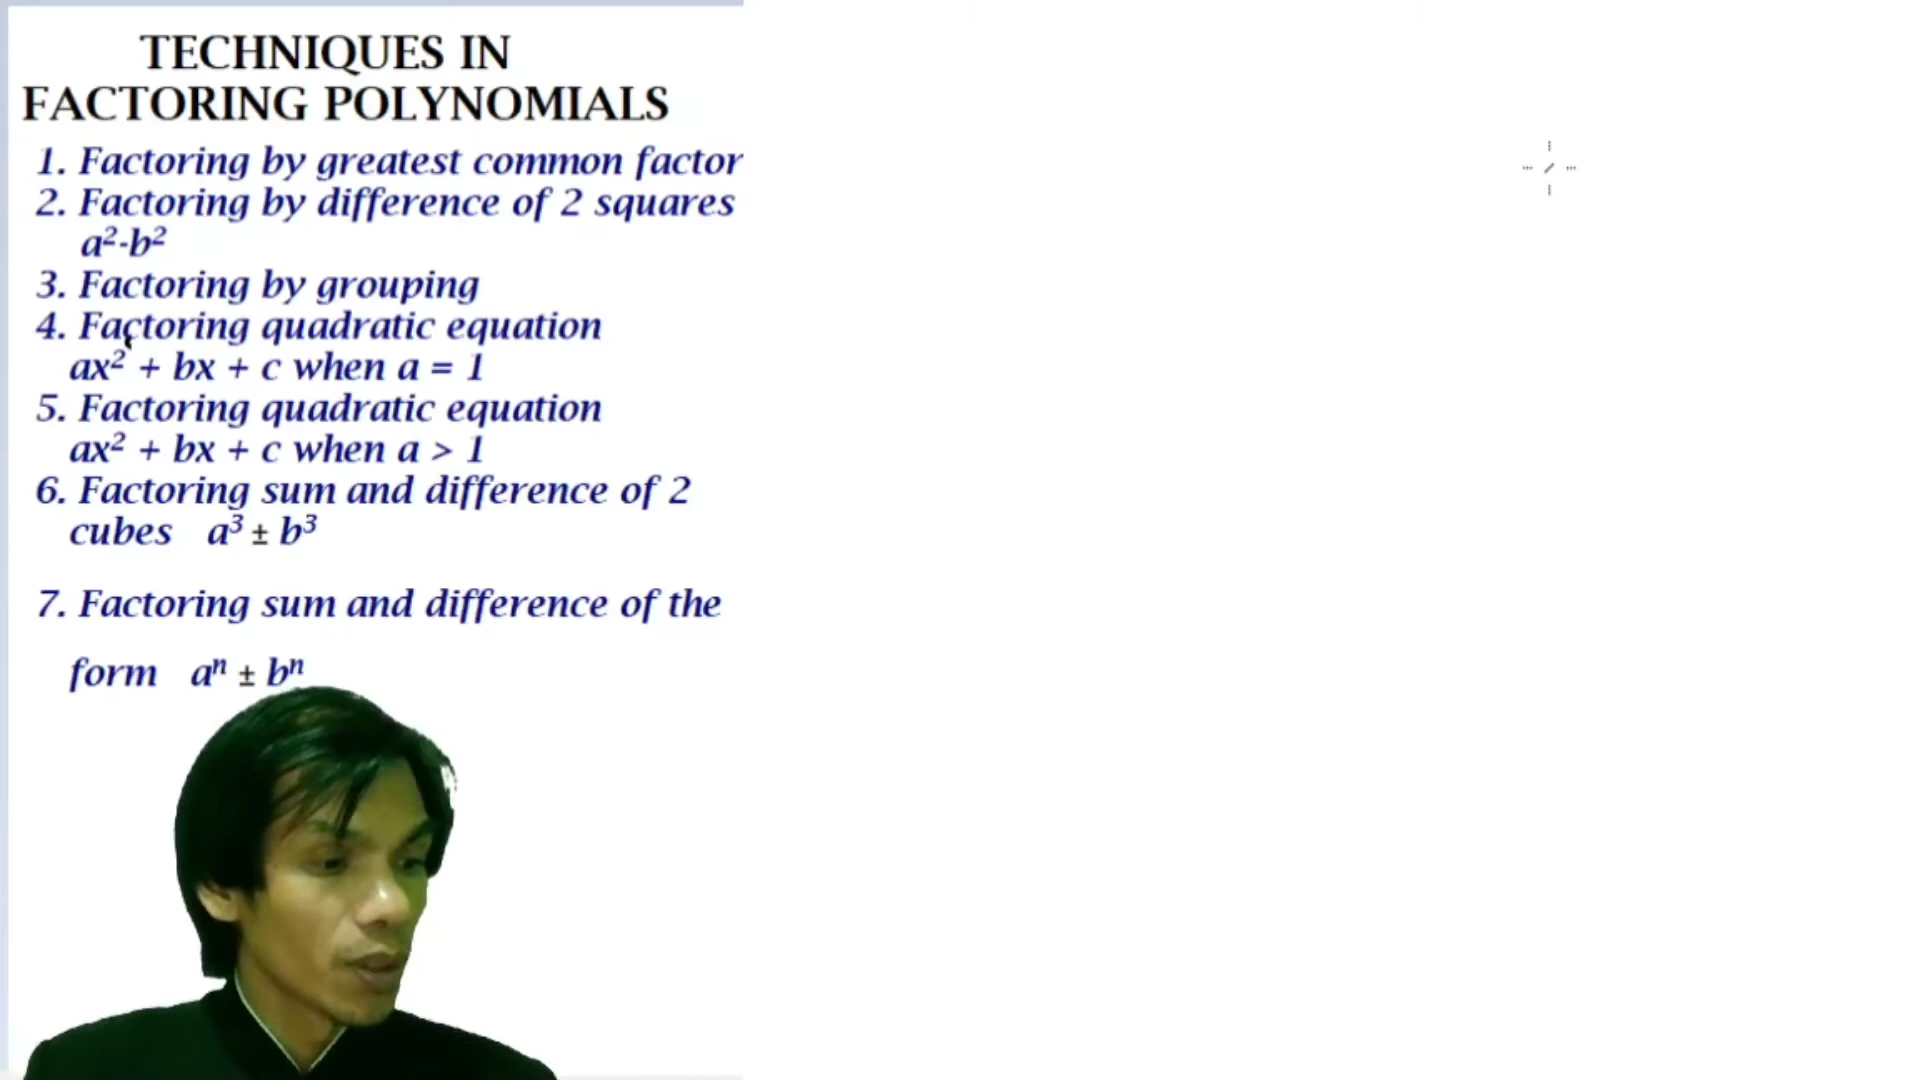 TECHNIQUES IN
FACTORING POLYNOMIALS
1. Factoring by greatest common factor
2. Factoring by difference of 2 squares
a²-b²
3. Factoring by grouping
4. Factoring quadratic equation
ax² + bx + c when a = 1
5. Factoring quadratic equation
ax² + bx + c when a > 1
6. Factoring sum and difference of 2
cubes a³ ± b³
7. Factoring sum and difference of the
form aⁿ ± bⁿ